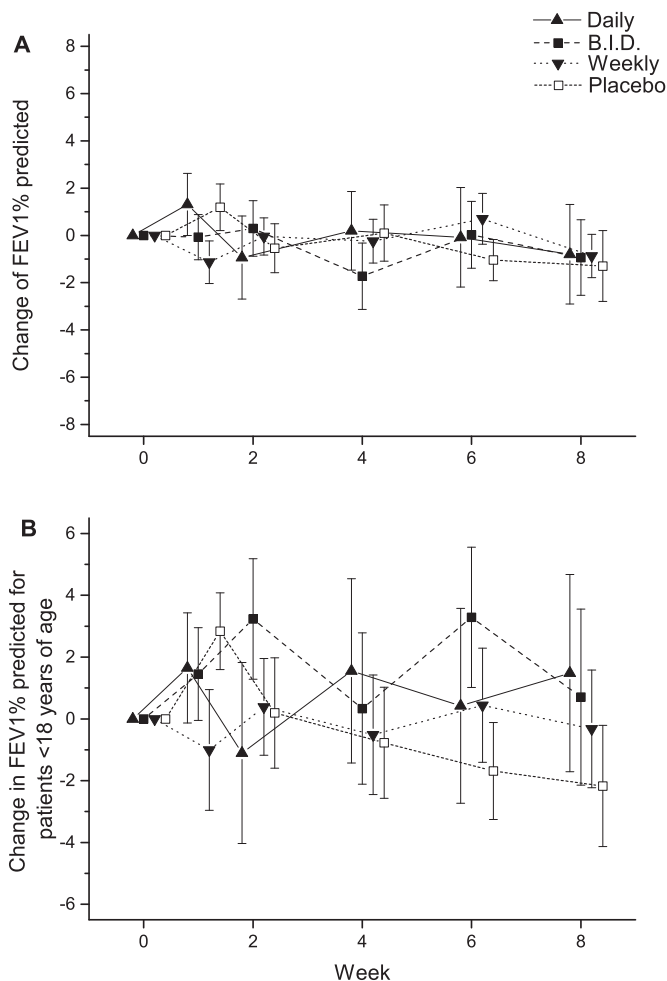 Daily
B.I.D.
Weekly
Placebo
A
Change of FEV1% predicted
8
6
4
2
0
-2
-4
-6
-8
0 2 4 6 8
B
Change in FEV1% predicted for
patients <18 years of age
6
4
2
0
-2
-4
-6
0 2 4 6 8
Week